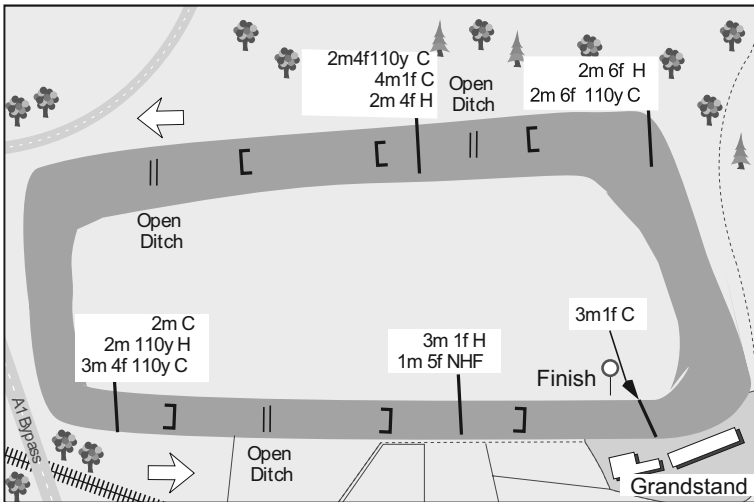 2m4f110y C
4m1f C
2m 4f H
Open
Ditch
2m 6f H
2m 6f 110y C
Open
Ditch
2m C
2m 110y H
3m 4f 110y C
3m 1f H
1m 5f NHF
3m1f C
Finish
A1 Bypass
Open
Ditch
Grandstand